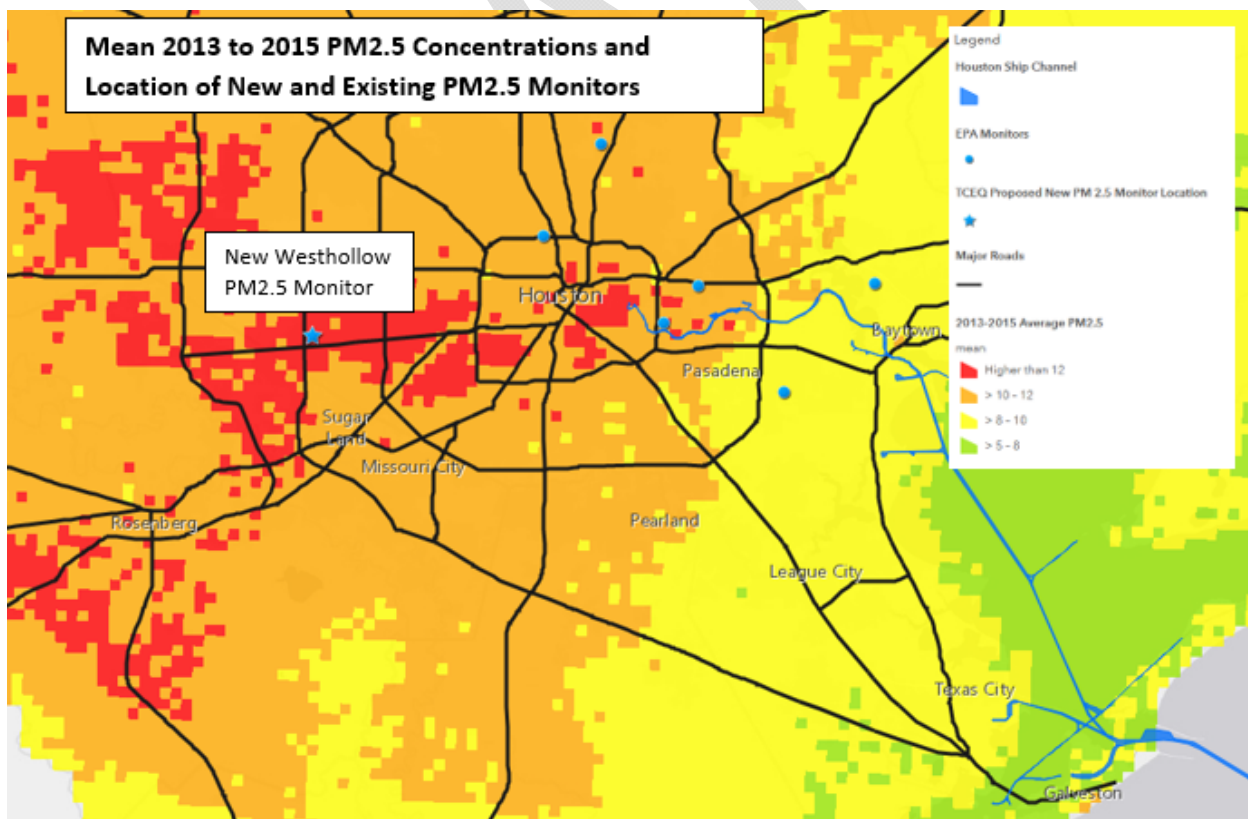 Mean 2013 to 2015 PM2.5 Concentrations and
Location of New and Existing PM2.5 Monitors
Legend
Houston Ship Channel
EPA Monitors
TCEQ Proposed New PM 2.5 Monitor Location
Major Roads
2013-2015 Average PM2.5
mean
Higher than 12
> 10 - 12
> 8 - 10
> 5 - 8
New Westhollow
PM2.5 Monitor
Houston
Baytown
Pasadena
Sugar
Land
Missouri City
Rosenberg
Pearland
League City
Texas City
Galveston